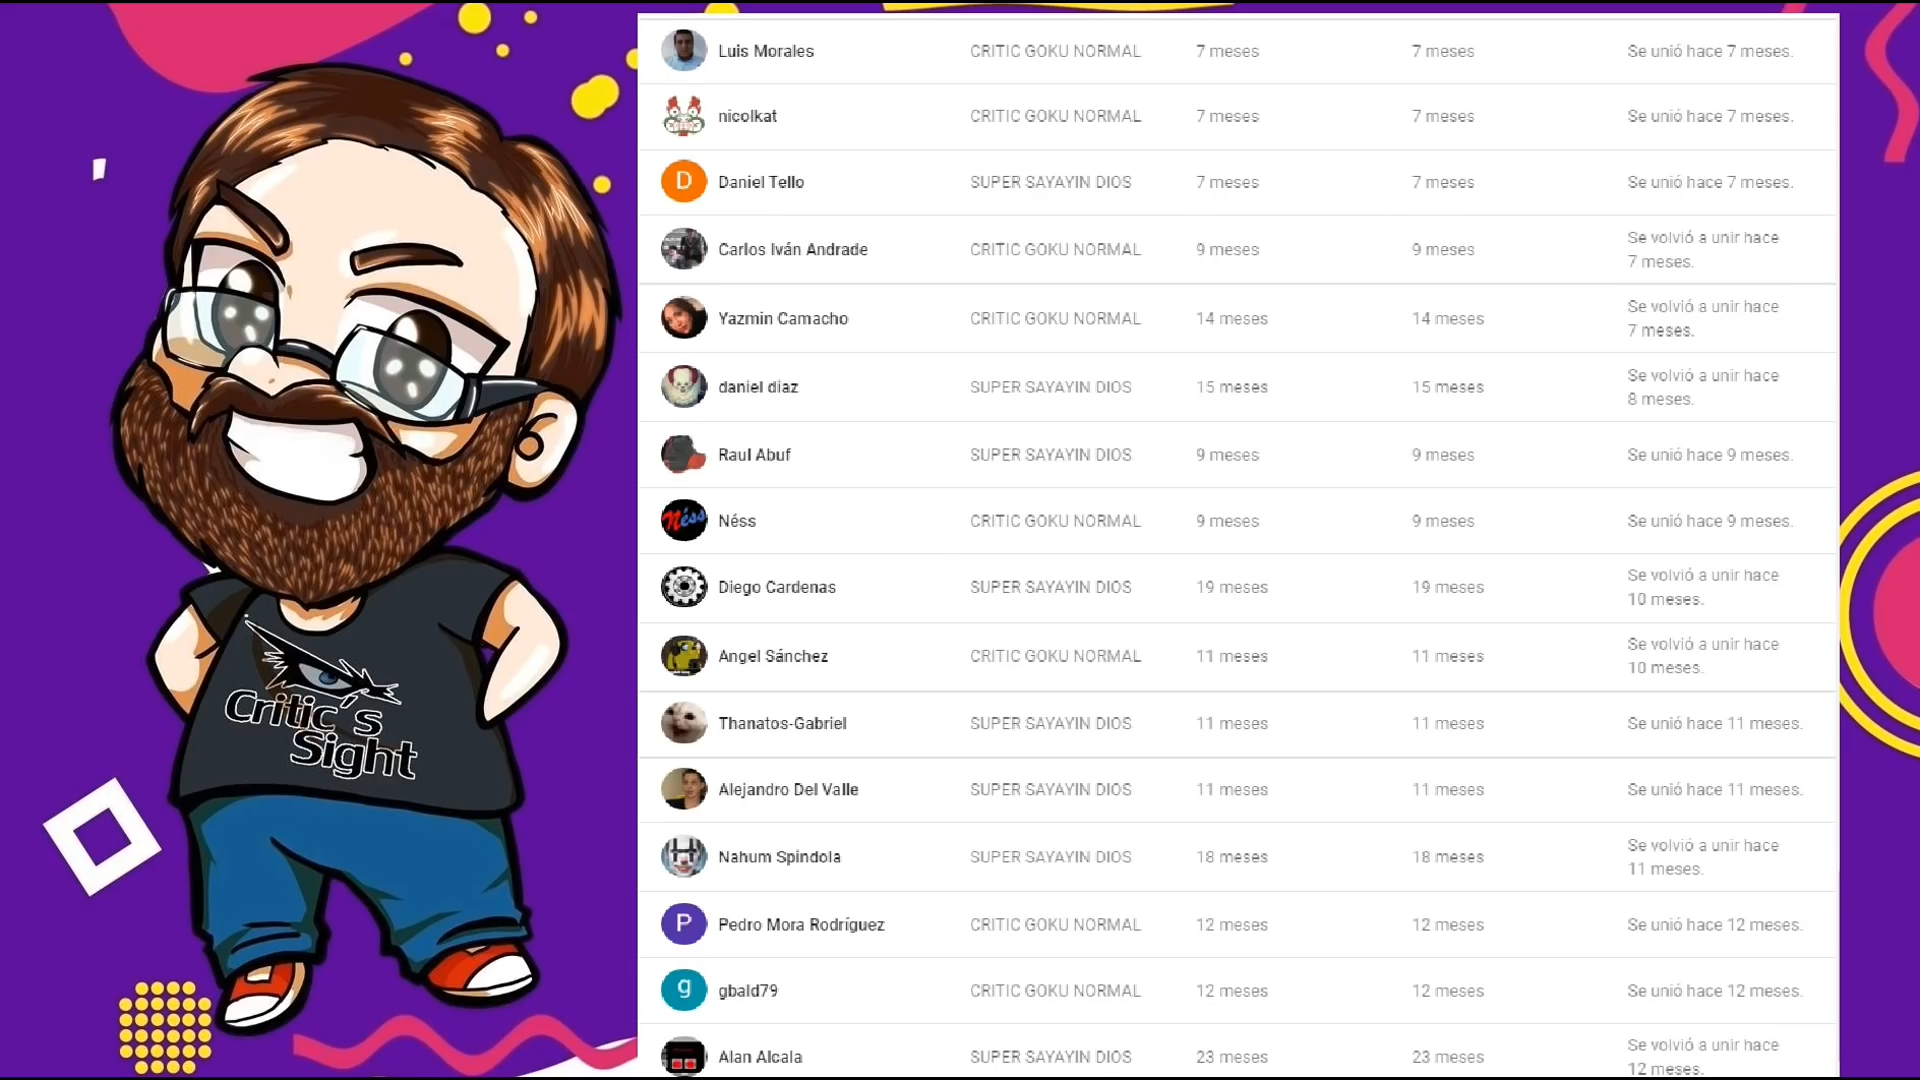 Luis Morales CRITIC GOKU NORMAL 7 meses 7 meses Se unió hace 7 meses.
nicolkat CRITIC GOKU NORMAL 7 meses 7 meses Se unió hace 7 meses.
D Daniel Tello SUPER SAYAYIN DIOS 7 meses 7 meses Se unió hace 7 meses.
Carlos Iván Andrade CRITIC GOKU NORMAL 9 meses 9 meses Se volvió a unir hace
7 meses.
Yazmin Camacho CRITIC GOKU NORMAL 14 meses 14 meses Se volvió a unir hace
7 meses.
daniel diaz SUPER SAYAYIN DIOS 15 meses 15 meses Se volvió a unir hace
8 meses.
Raul Abuf SUPER SAYAYIN DIOS 9 meses 9 meses Se unió hace 9 meses.
Néss Néss CRITIC GOKU NORMAL 9 meses 9 meses Se unió hace 9 meses.
Diego Cardenas SUPER SAYAYIN DIOS 19 meses 19 meses Se volvió a unir hace
10 meses.
Angel Sánchez CRITIC GOKU NORMAL 11 meses 11 meses Se volvió a unir hace
10 meses.
Thanatos-Gabriel SUPER SAYAYIN DIOS 11 meses 11 meses Se unió hace 11 meses.
Alejandro Del Valle SUPER SAYAYIN DIOS 11 meses 11 meses Se unió hace 11 meses.
Nahum Spindola SUPER SAYAYIN DIOS 18 meses 18 meses Se volvió a unir hace
11 meses.
P Pedro Mora Rodríguez CRITIC GOKU NORMAL 12 meses 12 meses Se unió hace 12 meses.
g gbald79 CRITIC GOKU NORMAL 12 meses 12 meses Se unió hace 12 meses.
Alan Alcala SUPER SAYAYIN DIOS 23 meses 23 meses Se volvió a unir hace
12 meses.
Critic's
Sight